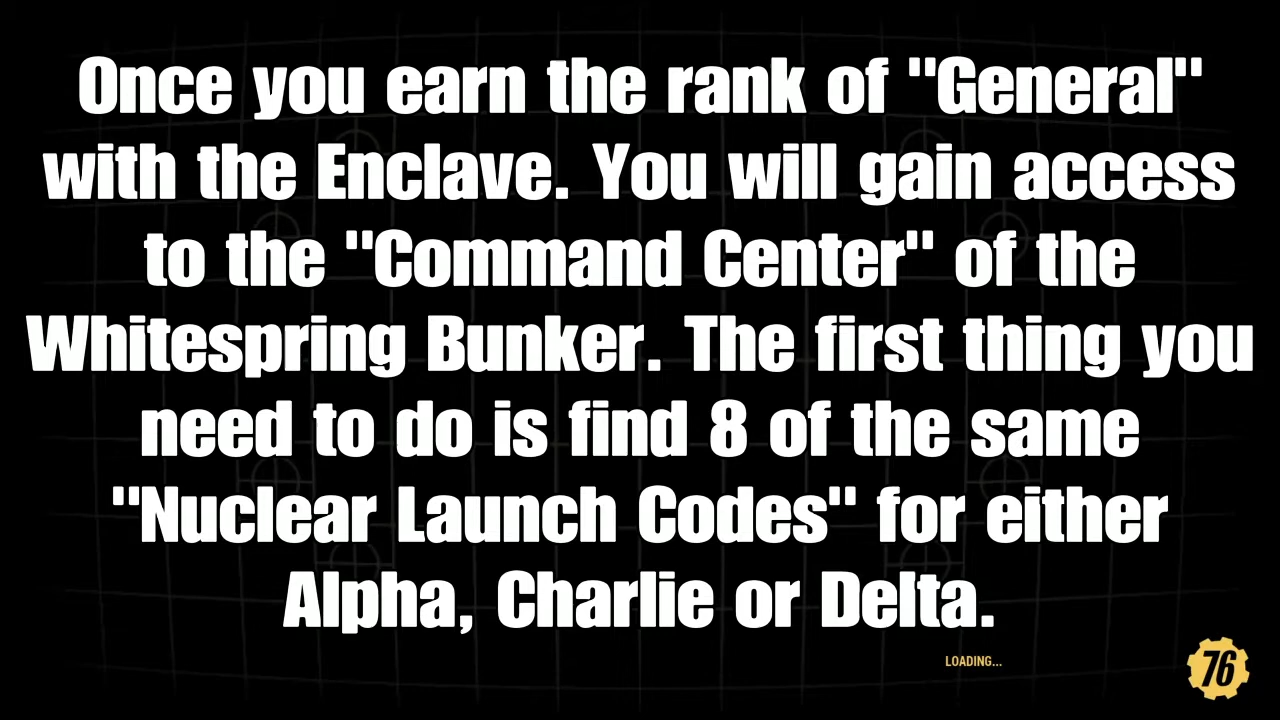 Once you earn the rank of "General"
with the Enclave. You will gain access
to the "Command Center" of the
Whitespring Bunker. The first thing you
need to do is find 8 of the same
"Nuclear Launch Codes" for either
Alpha, Charlie or Delta.
LOADING...
76